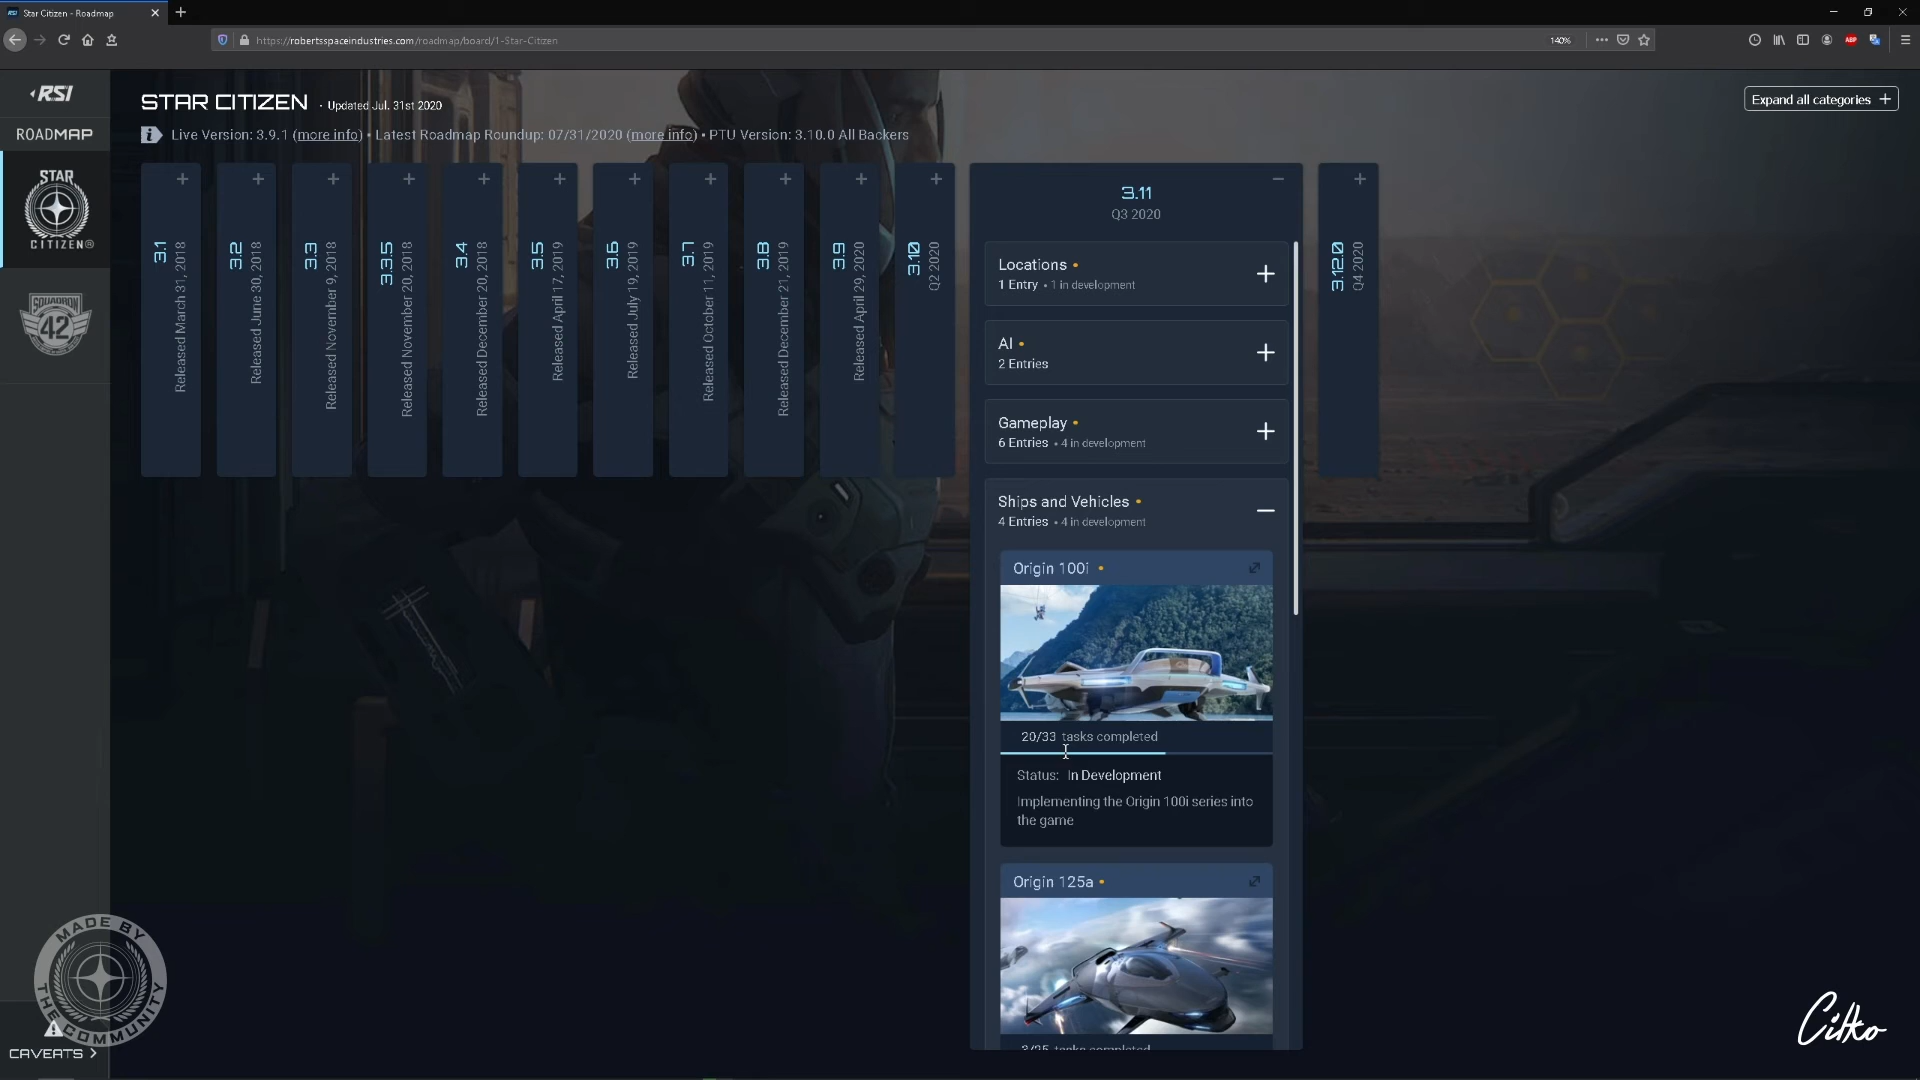 Star Citizen - Roadmap
https://robertsspaceindustries.com/roadmap/board/1-Star-Citizen
140%
ABP
RSI
ROADMAP
STAR
CITIZEN®
SQUADRON
42
STAR CITIZEN • Updated Jul. 31st 2020
Live Version: 3.9.1 (more info) • Latest Roadmap Roundup: 07/31/2020 (more info) • PTU Version: 3.10.0 All Backers
Expand all categories +
3.1
Released March 31, 2018
3.2
Released June 30, 2018
3.3
Released November 9, 2018
3.3.5
Released November 20, 2018
3.4
Released December 20, 2018
3.5
Released April 17, 2019
3.6
Released July 19, 2019
3.7
Released October 11, 2019
3.8
Released December 21, 2019
3.9
Released April 29, 2020
3.10
Q2 2020
3.11
Q3 2020
Locations •
1 Entry • 1 in development
AI •
2 Entries
Gameplay •
6 Entries • 4 in development
Ships and Vehicles •
4 Entries • 4 in development
Origin 100i •
20/33 tasks completed
Status: In Development
Implementing the Origin 100i series into
the game
Origin 125a •
3/25 tasks completed
3.12.0
Q4 2020
MADE BY
THE COMMUNITY
CAVEATS >
Citko